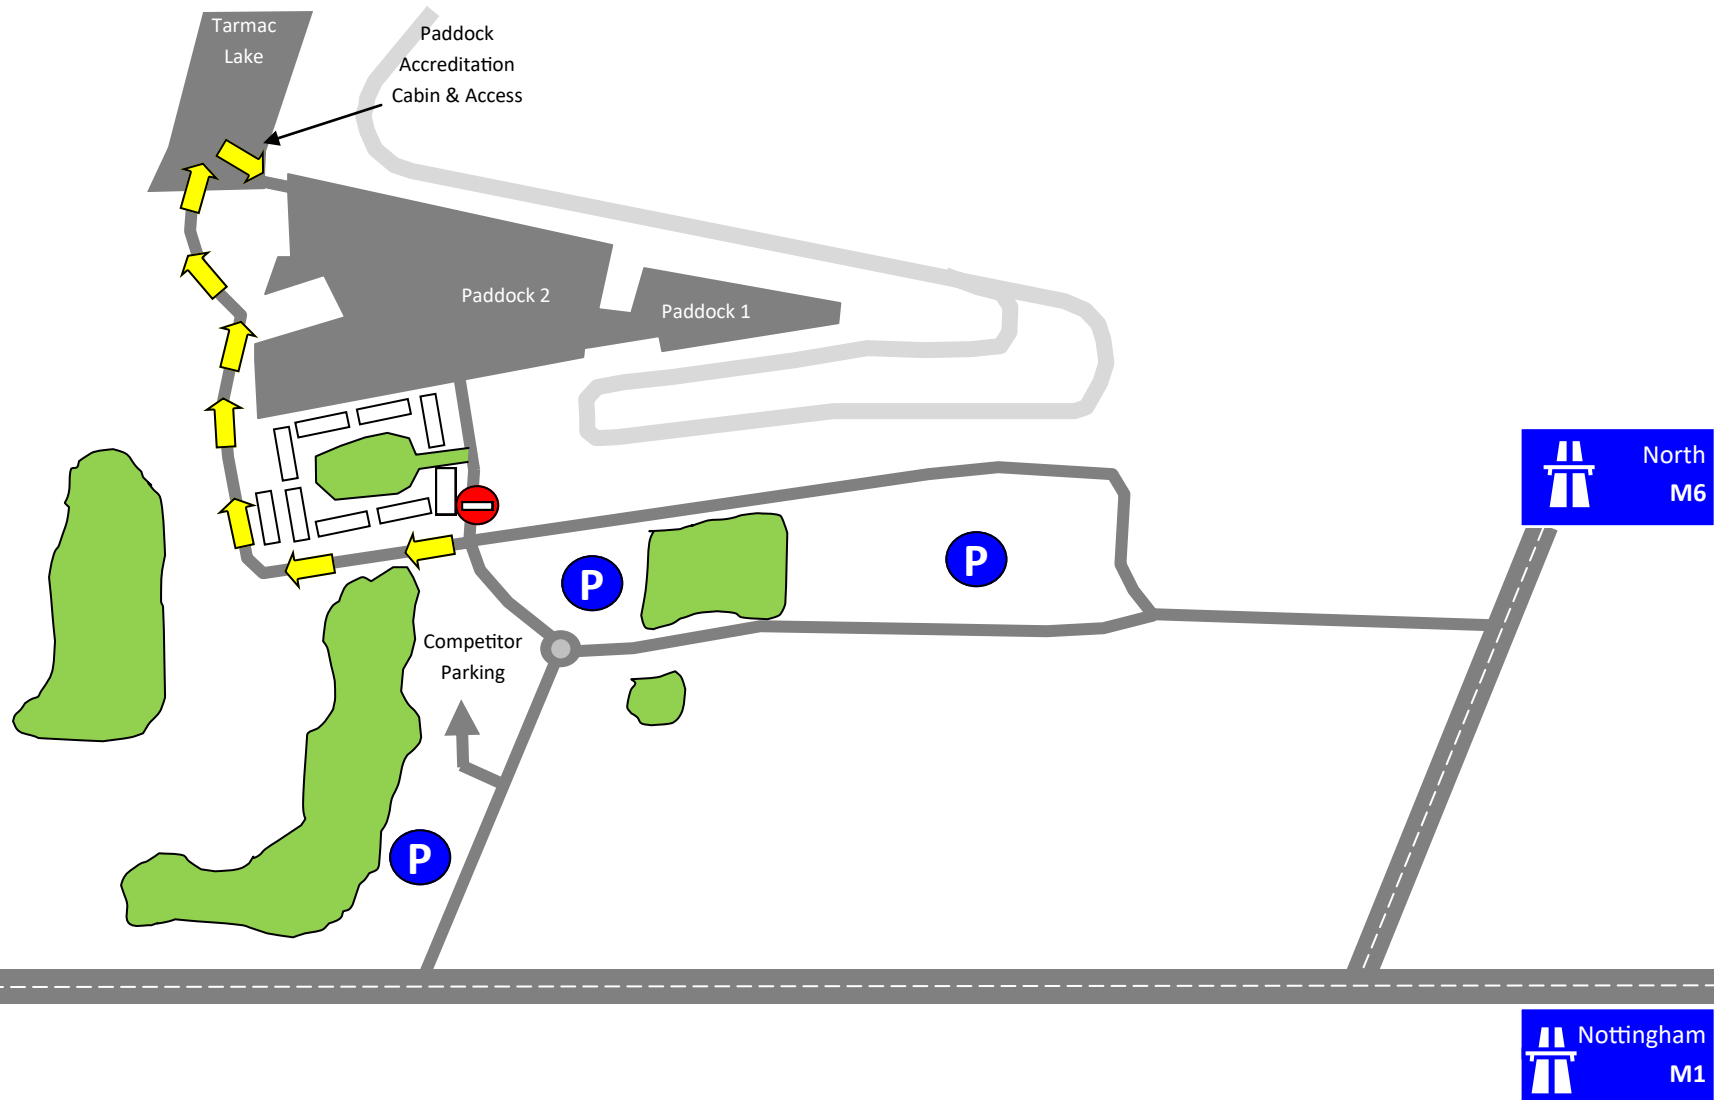 Tarmac
Lake
Paddock
Accreditation
Cabin & Access
Paddock 2
Paddock 1
North
M6
P
P
Competitor
Parking
P
Nottingham
M1